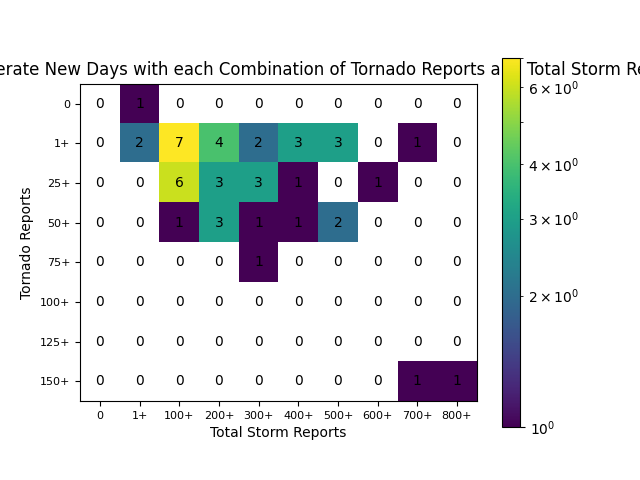 erate New Days with each Combination of Tornado Reports a Total Storm Re
0 0 1 0 0 0 0 0 0 0 0
1+ 0 2 7 4 2 3 3 0 1 0
25+ 0 0 6 3 3 1 0 1 0 0
50+ 0 0 1 3 1 1 2 0 0 0
75+ 0 0 0 0 1 0 0 0 0 0
100+ 0 0 0 0 0 0 0 0 0 0
125+ 0 0 0 0 0 0 0 0 0 0
150+ 0 0 0 0 0 0 0 0 1 1
0 1+ 100+ 200+ 300+ 400+ 500+ 600+ 700+ 800+
Total Storm Reports
Tornado Reports
6 × 10⁰
4 × 10⁰
3 × 10⁰
2 × 10⁰
10⁰